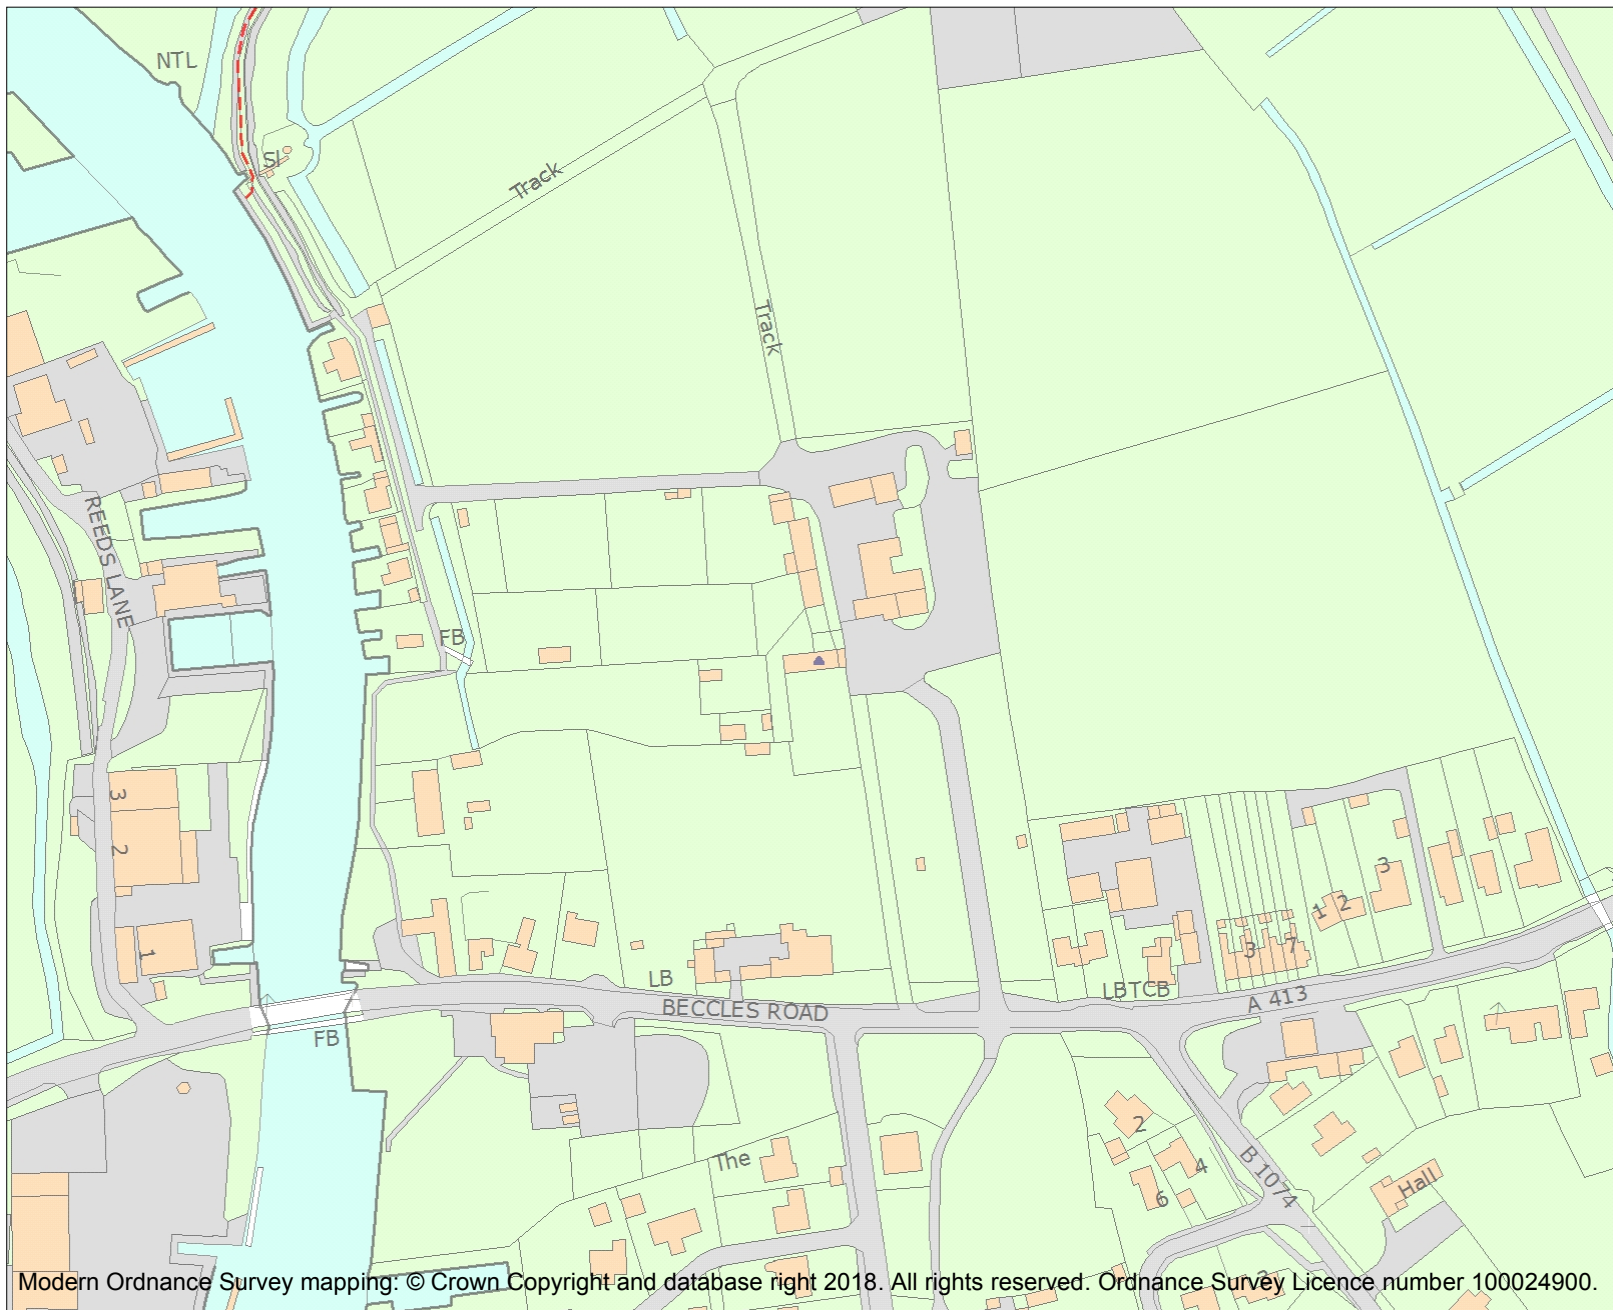 NTL
Sl
Track
Track
REEDS LANE
FB
3
2
1
3
2
1
3
7
LB
LBTCB
BECCLES ROAD
A 413
FB
2
4
6
B 1074
The
Hall
Modern Ordnance Survey mapping: © Crown Copyright and database right 2018. All rights reserved. Ordnance Survey Licence number 100024900.